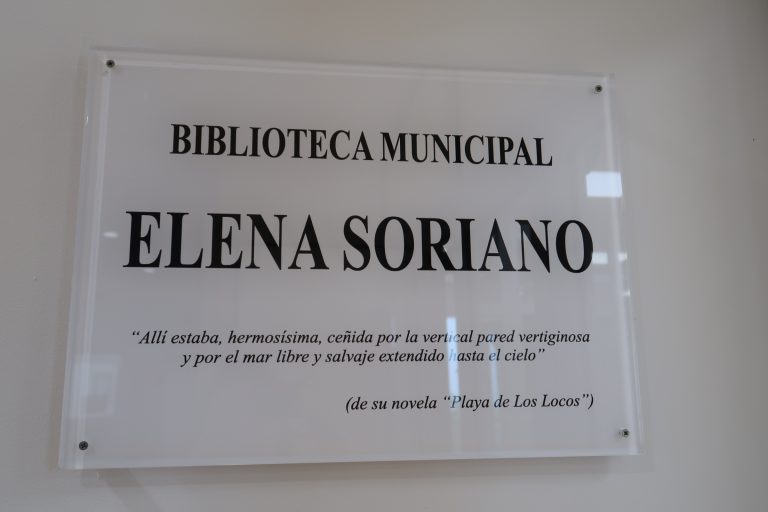 BIBLIOTECA MUNICIPAL
ELENA SORIANO
“Allí estaba, hermosísima, ceñida por la vertical pared vertiginosa
y por el mar libre y salvaje extendido hasta el cielo”
(de su novela “Playa de Los Locos”)